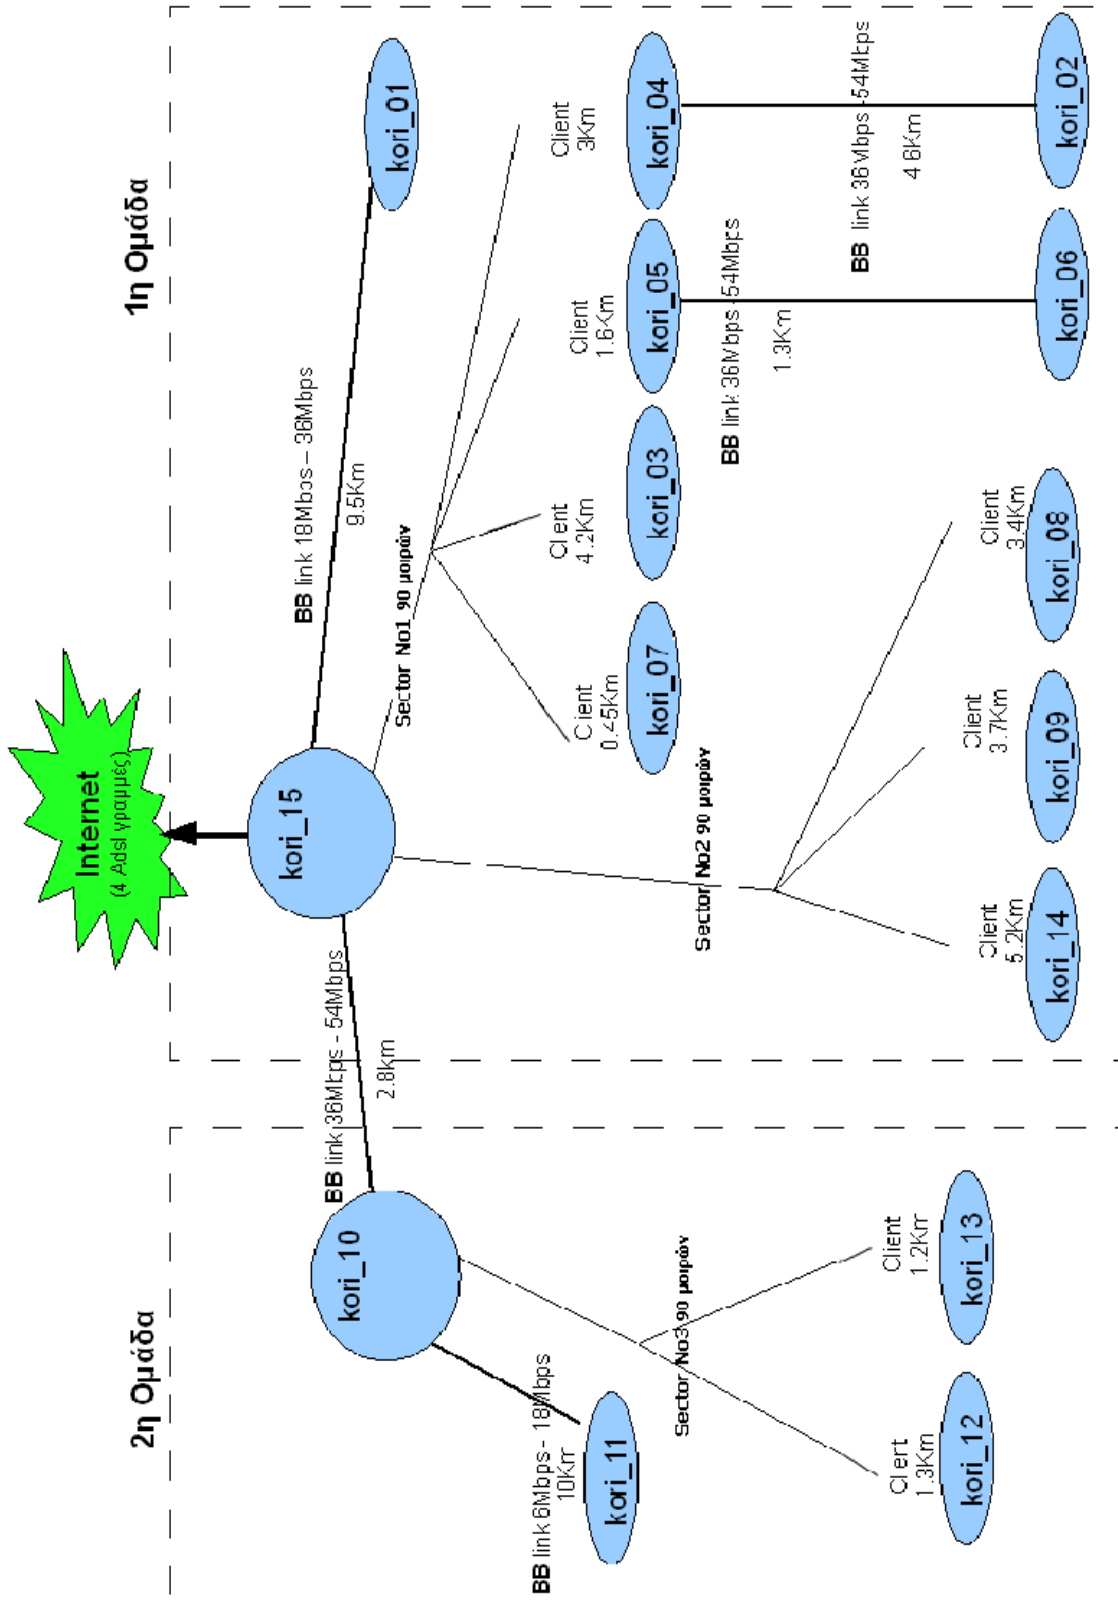 2η Ομάδα
1η Ομάδα
Internet
(4 Adsl γραμμές)
kori_15
kori_10
kori_01
BB link 36Mbps - 54Mbps
2.8Km
BB link 18Mbps – 36Mbps
9.5Km
Sector No1 90 μοιρών
Client
0.45Km
kori_07
Client
4.2Km
kori_03
Client
1.6Km
kori_05
Client
3Km
kori_04
BB link 36Mbps -54Mbps
1.3Km
kori_06
BB link 36Mbps -54Mbps
4.6Km
kori_02
Sector No2 90 μοιρών
Client
5.2Km
kori_14
Client
3.7Km
kori_09
Client
3.4Km
kori_08
BB link 6Mbps - 18Mbps
10Km
kori_11
Sector No3 90 μοιρών
Client
1.3Km
kori_12
Client
1.2Km
kori_13